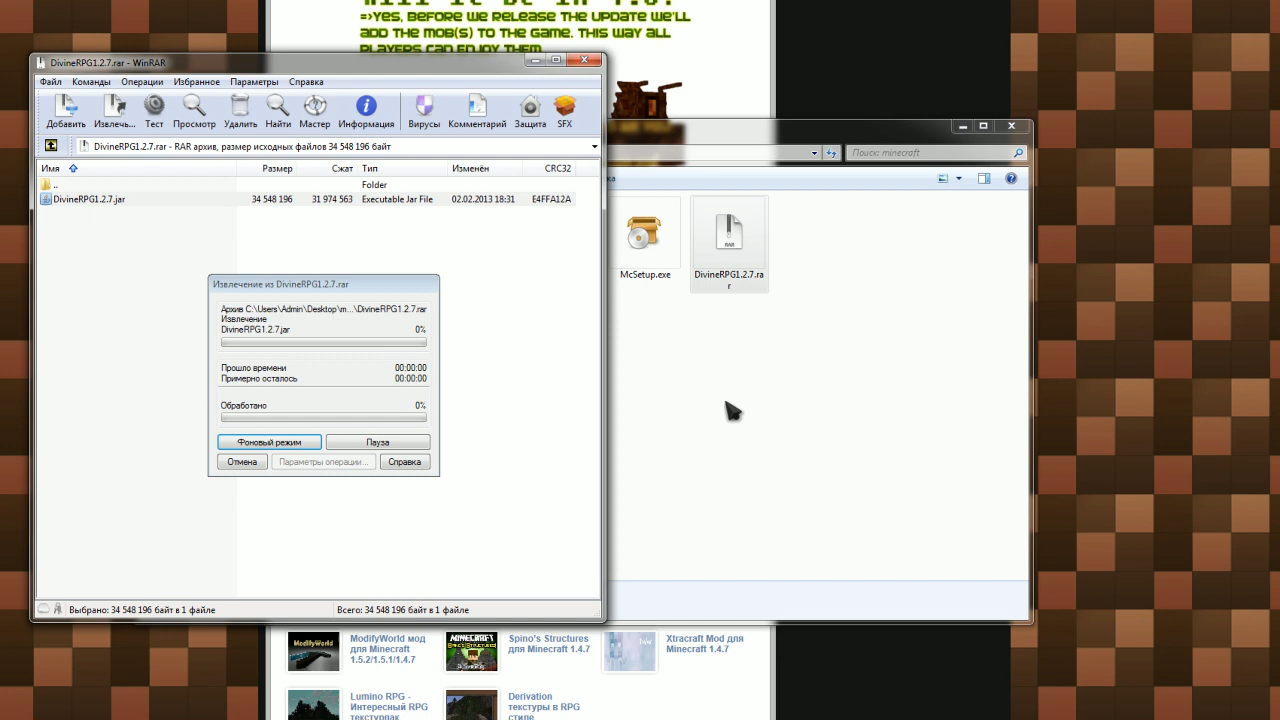 =>Yes, before we release the update we'll
add the mob(s) to the game. This way all
players can enjoy them
DivineRPG1.2.7.rar - WinRAR
Файл Команды Операции Избранное Параметры Справка
Добавить Извлечь... Тест Просмотр Удалить Найти Мастер Информация Вирусы Комментарий Защита SFX
DivineRPG1.2.7.rar - RAR архив, размер исходных файлов 34 548 196 байт
Имя Размер Сжат Тип Изменён CRC32
.. Folder
DivineRPG1.2.7.jar 34 548 196 31 974 563 Executable Jar File 02.02.2013 18:31 E4FFA12A
Извлечение из DivineRPG1.2.7.rar
Архив C:\Users\Admin\Desktop\m...\DivineRPG1.2.7.rar
Извлечение
DivineRPG1.2.7.jar 0%
Прошло времени 00:00:00
Примерно осталось 00:00:00
Обработано 0%
Фоновый режим Пауза
Отмена Параметры операции... Справка
Выбрано: 34 548 196 байт в 1 файле Всего: 34 548 196 байт в 1 файле
Поиск: minecraft
McSetup.exe
DivineRPG1.2.7.ra
r
RAR
ModifyWorld
ModifyWorld мод
для Minecraft
1.5.2/1.5.1/1.4.7
MINECRAFT
Spino's Structures
для Minecraft 1.4.7
Xtracraft Mod для
Minecraft 1.4.7
Lumino RPG -
Интересный RPG
текстурпак
Derivation
текстуры в RPG
стиле